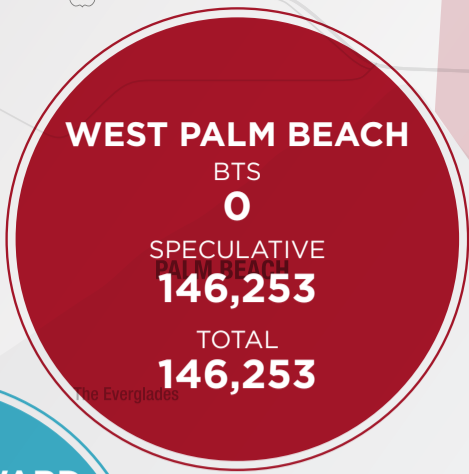 WEST PALM BEACH
BTS
0
SPECULATIVE
PALM BEACH
146,253
TOTAL
146,253
The Everglades